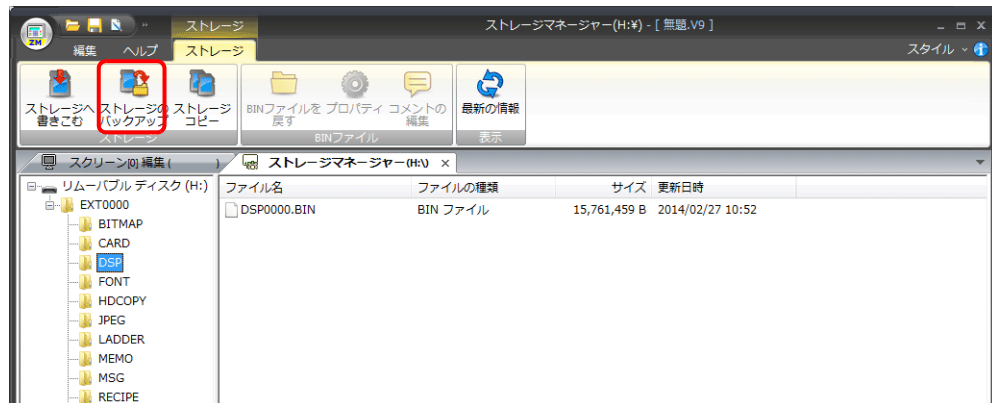 ストレージ
ストレージマネージャー(H:¥) - [ 無題.V9 ]
ZM
編集 ヘルプ ストレージ
スタイル
ストレージへ書きこむ
ストレージのバックアップ
ストレージコピー
ストレージ
BINファイルを戻す
プロパティ
コメントの編集
BINファイル
最新の情報
表示
スクリーン[0] 編集 ( )
ストレージマネージャー(H:\) ×
リムーバブル ディスク (H:)
EXT0000
BITMAP
CARD
DSP
FONT
HDCOPY
JPEG
LADDER
MEMO
MSG
RECIPE
ファイル名 ファイルの種類 サイズ 更新日時
DSP0000.BIN BIN ファイル 15,761,459 B 2014/02/27 10:52